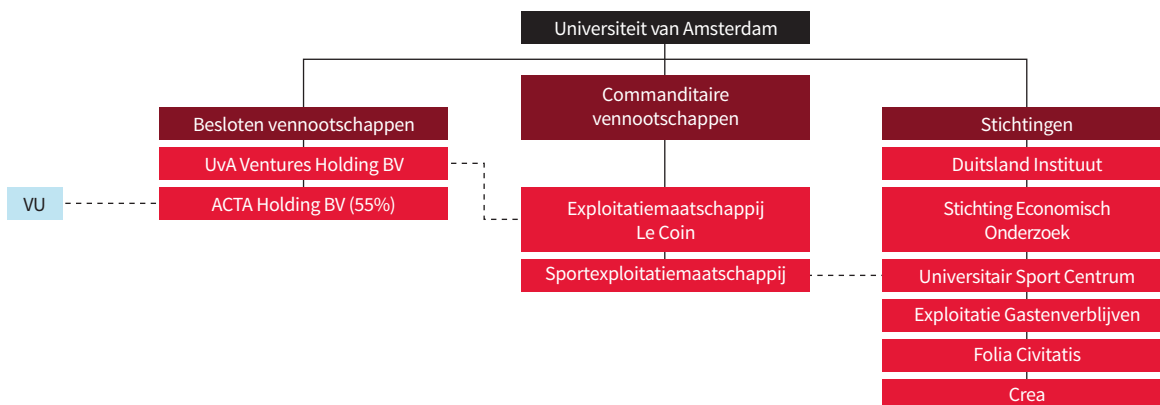 Universiteit van Amsterdam
Besloten vennootschappen
UvA Ventures Holding BV
ACTA Holding BV (55%)
VU
Commanditaire
vennootschappen
Exploitatiemaatschappij
Le Coin
Sportexploitatiemaatschappij
Stichtingen
Duitsland Instituut
Stichting Economisch
Onderzoek
Universitair Sport Centrum
Exploitatie Gastenverblijven
Folia Civitatis
Crea